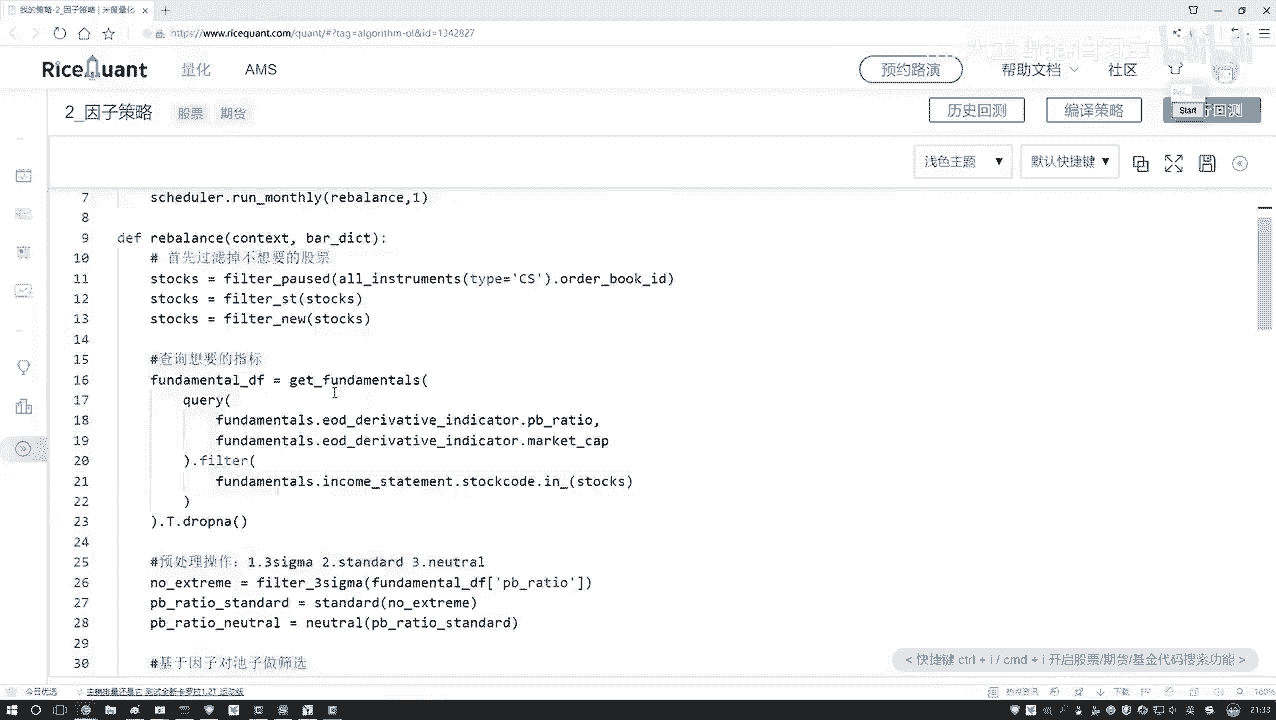 我的策略-2_因子策略 | 米筐量化
https://www.ricequant.com/quant/#?tag=algorithm-ol&id=1342827
RiceQuant 量化 AMS 预约路演 帮助文档 社区
2_因子策略 股票 期货 历史回测 编译策略 Start 回测
浅色主题 默认快捷键
7 scheduler.run_monthly(rebalance,1)
8
9 def rebalance(context, bar_dict):
10 # 首先过滤掉不想要的股票
11 stocks = filter_paused(all_instruments(type='CS').order_book_id)
12 stocks = filter_st(stocks)
13 stocks = filter_new(stocks)
14
15 #查询想要的指标
16 fundamental_df = get_fundamentals(
17 query(
18 fundamentals.eod_derivative_indicator.pb_ratio,
19 fundamentals.eod_derivative_indicator.market_cap
20 ).filter(
21 fundamentals.income_statement.stockcode.in_(stocks)
22 )
23 ).T.dropna()
24
25 #预处理操作：1.3sigma 2.standard 3.neutral
26 no_extreme = filter_3sigma(fundamental_df['pb_ratio'])
27 pb_ratio_standard = standard(no_extreme)
28 pb_ratio_neutral = neutral(pb_ratio_standard)
29
30 #基于因子对池子做筛选
< 快捷键 ctrl + i / cmd + i 开启股票/期货/基金代码搜索功能 >
今日优选 热点资讯 下载 160%
21:33